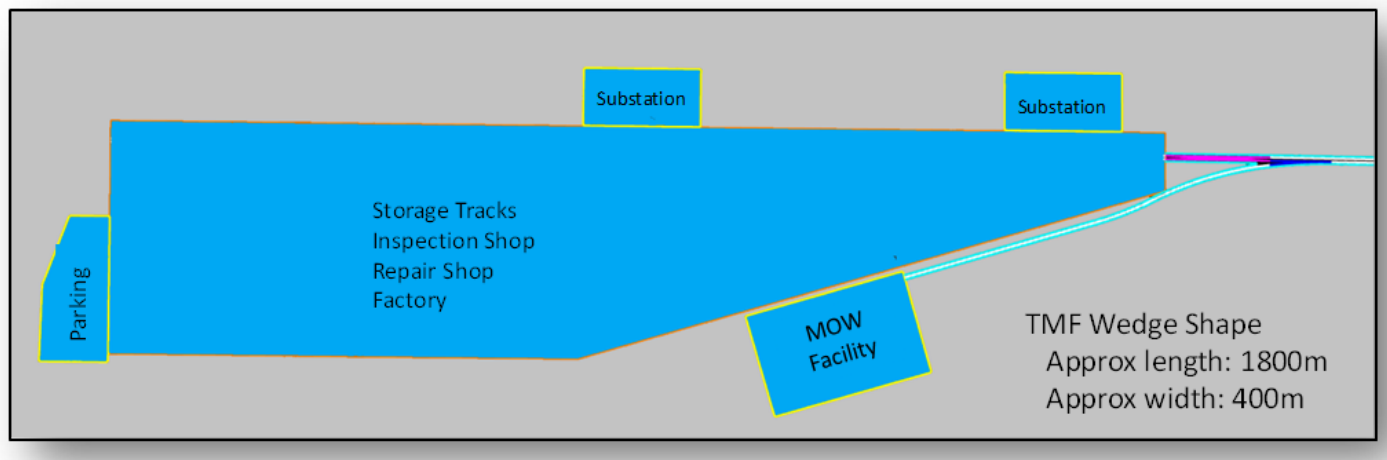 Substation
Substation
Storage Tracks
Inspection Shop
Repair Shop
Factory
Parking
MOW
Facility
TMF Wedge Shape
Approx length: 1800m
Approx width: 400m